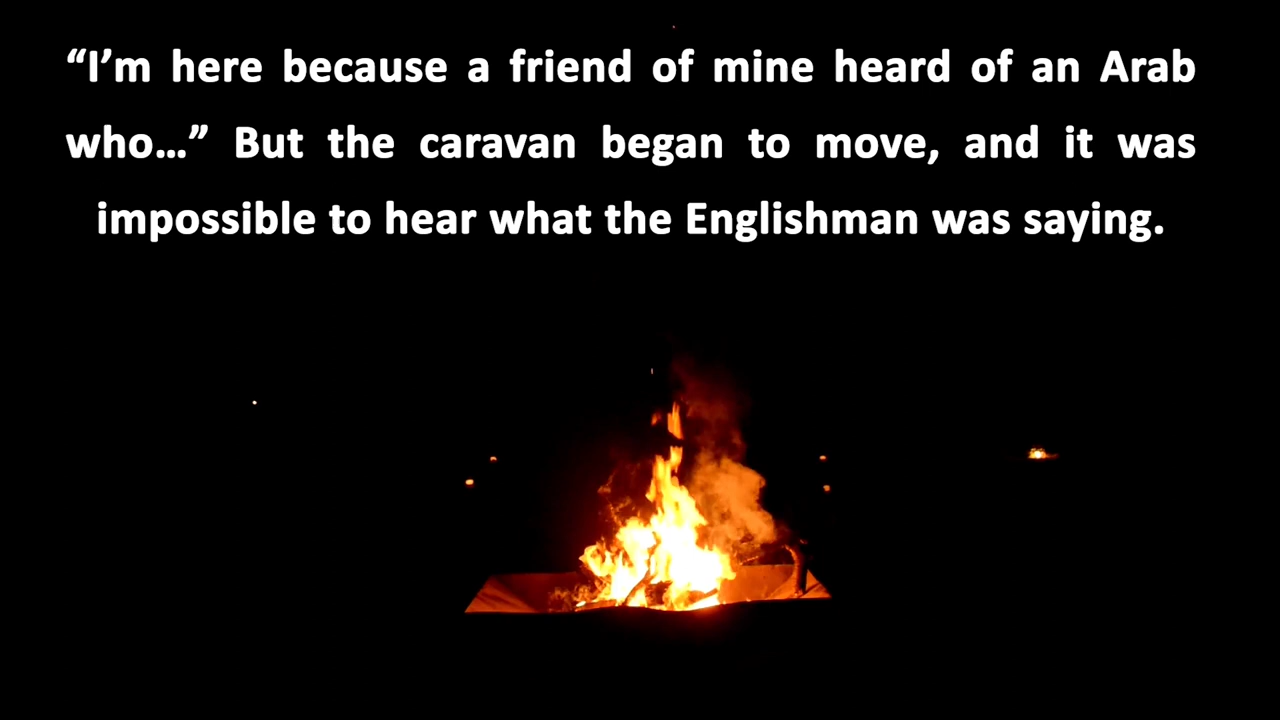 “I’m here because a friend of mine heard of an Arab
who…” But the caravan began to move, and it was
impossible to hear what the Englishman was saying.